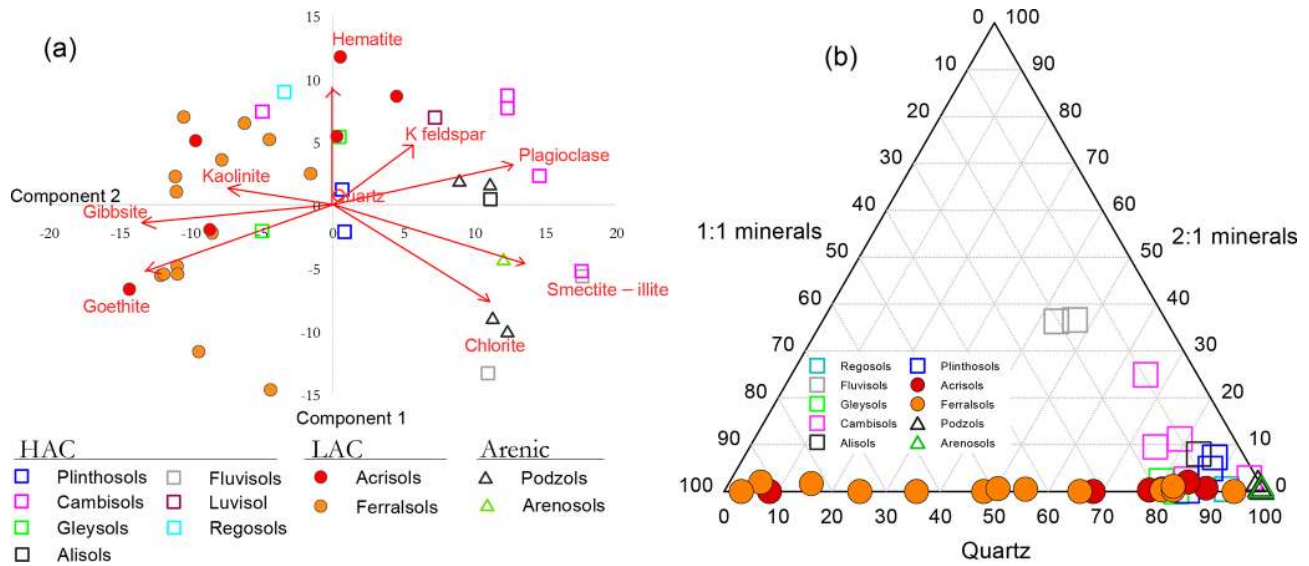 (a)
15
10
5
0
-5
-10
-15
-20
-15
-10
-5
5
10
15
20
Hematite
K feldspar
Plagioclase
Kaolinite
Quartz
Component 2
Gibbsite
Goethite
Smectite – illite
Chlorite
Component 1
HAC
Plinthosols
Cambisols
Gleysols
Alisols
Fluvisols
Luvisol
Regosols
LAC
Acrisols
Ferralsols
Arenic
Podzols
Arenosols
(b)
0 100
10 90
20 80
30 70
40 60
1:1 minerals
2:1 minerals
50 50
60 40
70 30
80 20
90 10
100 0
Regosols
Fluvisols
Gleysols
Cambisols
Alisols
Plinthosols
Acrisols
Ferralsols
Podzols
Arenosols
0 10 20 30 40 50 60 70 80 90 100
Quartz